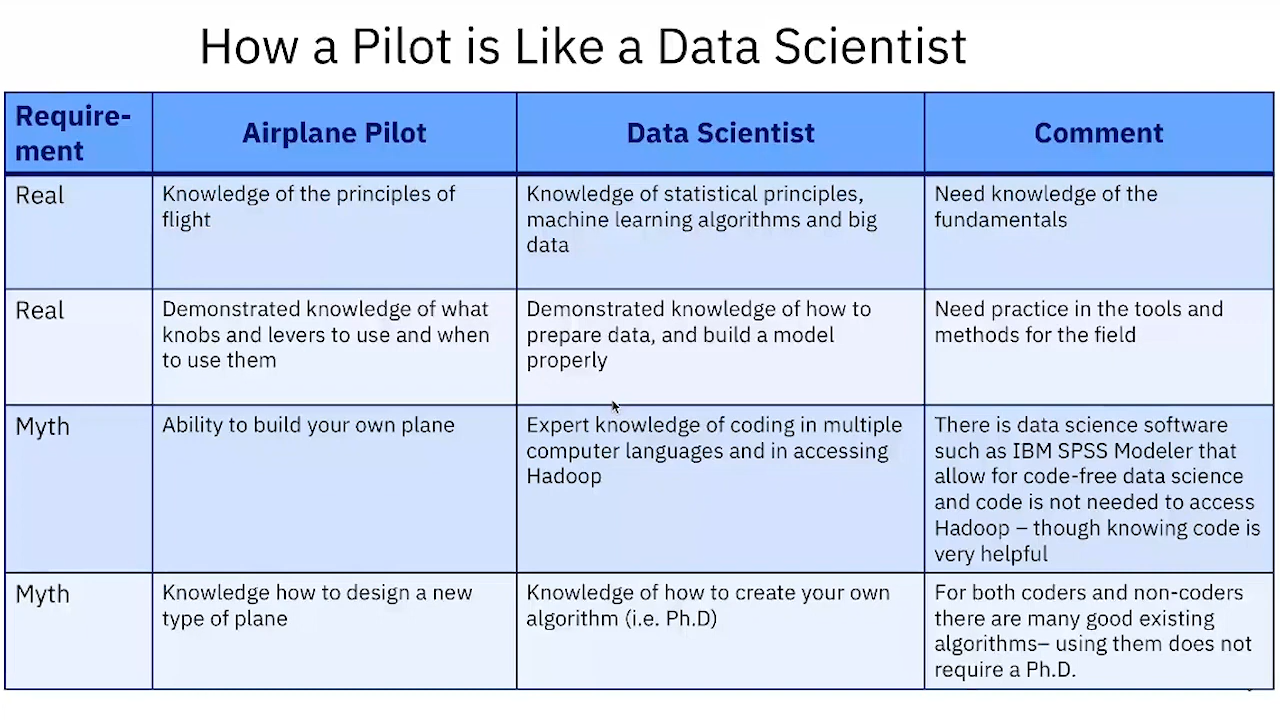 How a Pilot is Like a Data Scientist
Require-
ment
Airplane Pilot
Data Scientist
Comment
Real
Knowledge of the principles of
flight
Knowledge of statistical principles,
machine learning algorithms and big
data
Need knowledge of the
fundamentals
Real
Demonstrated knowledge of what
knobs and levers to use and when
to use them
Demonstrated knowledge of how to
prepare data, and build a model
properly
Need practice in the tools and
methods for the field
Myth
Ability to build your own plane
Expert knowledge of coding in multiple
computer languages and in accessing
Hadoop
There is data science software
such as IBM SPSS Modeler that
allow for code-free data science
and code is not needed to access
Hadoop – though knowing code is
very helpful
Myth
Knowledge how to design a new
type of plane
Knowledge of how to create your own
algorithm (i.e. Ph.D)
For both coders and non-coders
there are many good existing
algorithms– using them does not
require a Ph.D.